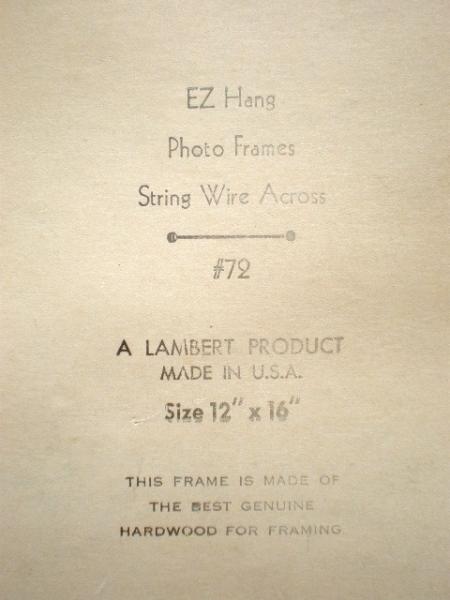 EZ Hang
Photo Frames
String Wire Across
#72
A LAMBERT PRODUCT
MADE IN U.S.A.
Size 12" x 16"
THIS FRAME IS MADE OF
THE BEST GENUINE
HARDWOOD FOR FRAMING